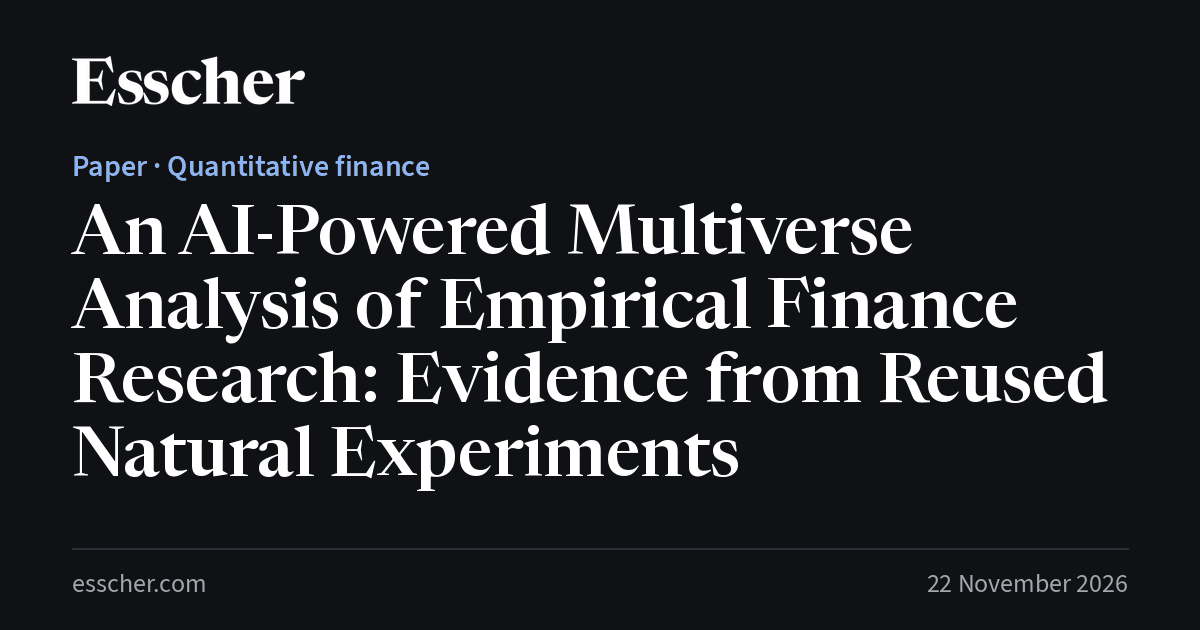 Esscher
Paper · Quantitative finance
An AI-Powered Multiverse
Analysis of Empirical Finance
Research: Evidence from Reused
Natural Experiments
esscher.com
22 November 2026